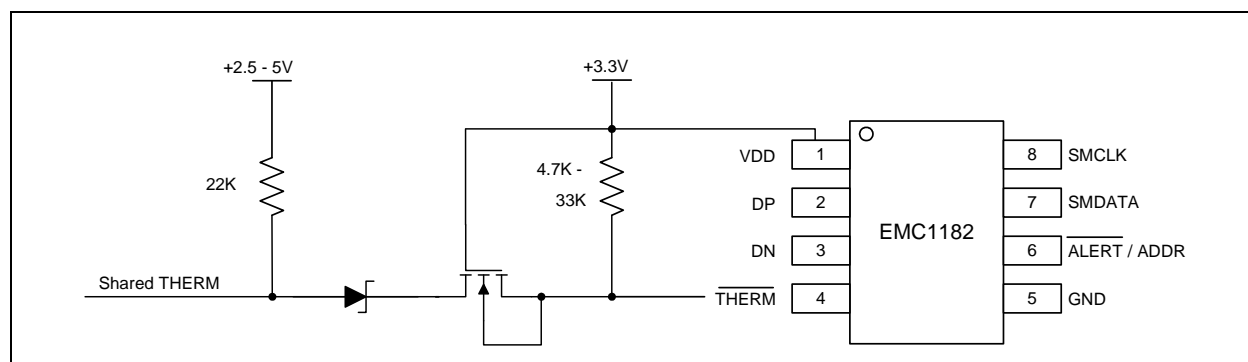 +2.5 - 5V
+3.3V
22K
4.7K -
33K
Shared THERM
VDD
1
DP
2
DN
3
THERM
4
EMC1182
8
SMCLK
7
SMDATA
6
ALERT / ADDR
5
GND